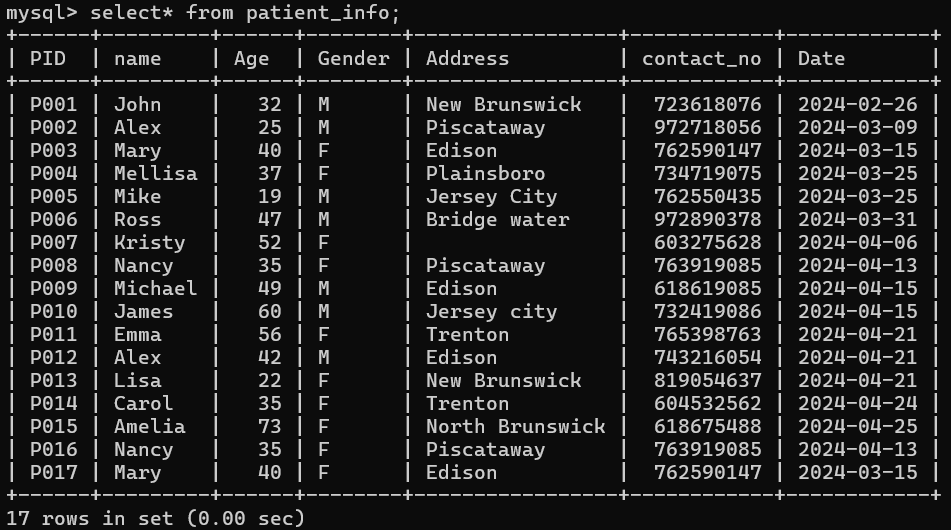 mysql> select* from patient_info;
+------+---------+------+--------+-----------------+------------+------------+
| PID  | name    | Age  | Gender | Address         | contact_no | Date       |
+------+---------+------+--------+-----------------+------------+------------+
| P001 | John    |   32 | M      | New Brunswick   |  723618076 | 2024-02-26 |
| P002 | Alex    |   25 | M      | Piscataway      |  972718056 | 2024-03-09 |
| P003 | Mary    |   40 | F      | Edison          |  762590147 | 2024-03-15 |
| P004 | Mellisa |   37 | F      | Plainsboro      |  734719075 | 2024-03-25 |
| P005 | Mike    |   19 | M      | Jersey City     |  762550435 | 2024-03-25 |
| P006 | Ross    |   47 | M      | Bridge water    |  972890378 | 2024-03-31 |
| P007 | Kristy  |   52 | F      |                 |  603275628 | 2024-04-06 |
| P008 | Nancy   |   35 | F      | Piscataway      |  763919085 | 2024-04-13 |
| P009 | Michael |   49 | M      | Edison          |  618619085 | 2024-04-15 |
| P010 | James   |   60 | M      | Jersey city     |  732419086 | 2024-04-15 |
| P011 | Emma    |   56 | F      | Trenton         |  765398763 | 2024-04-21 |
| P012 | Alex    |   42 | M      | Edison          |  743216054 | 2024-04-21 |
| P013 | Lisa    |   22 | F      | New Brunswick   |  819054637 | 2024-04-21 |
| P014 | Carol   |   35 | F      | Trenton         |  604532562 | 2024-04-24 |
| P015 | Amelia  |   73 | F      | North Brunswick |  618675488 | 2024-04-25 |
| P016 | Nancy   |   35 | F      | Piscataway      |  763919085 | 2024-04-13 |
| P017 | Mary    |   40 | F      | Edison          |  762590147 | 2024-03-15 |
+------+---------+------+--------+-----------------+------------+------------+
17 rows in set (0.00 sec)